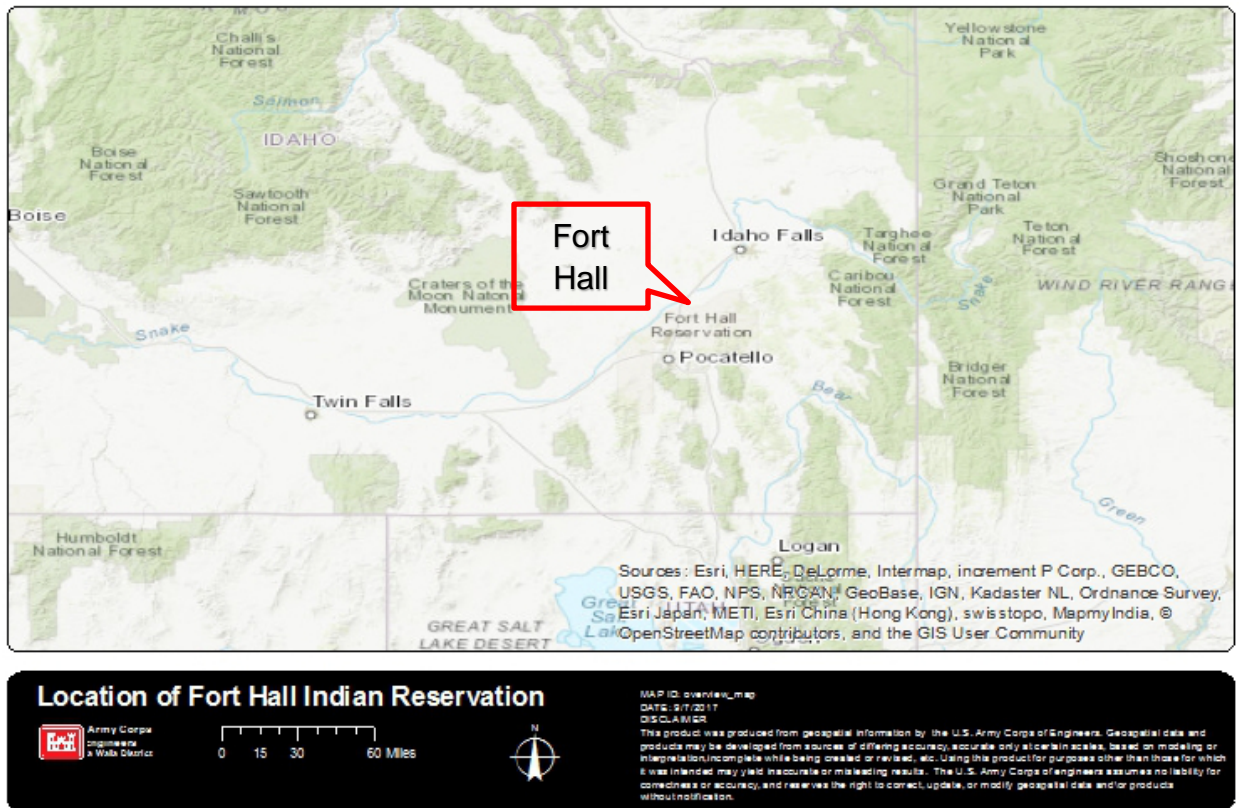 Challis
National
Forest
Yellowstone
National
Park
Salmon
IDAHO
Boise
National
Forest
Shoshone
National
Forest
Sawtooth
National
Forest
Grand Teton
National
Park
Boise
Fort
Hall
Idaho Falls
Targhee
National
Forest
Teton
National
Forest
Craters of the
Moon National
Monument
Caribou
National
Forest
Snake
WIND RIVER RANGE
Fort Hall
Reservation
Snake
Pocatello
Bridger
National
Forest
Bear
Twin Falls
Green
Humboldt
National Forest
Logan
Great
Salt
Lake
UTAH
GREAT SALT
LAKE DESERT
Sources: Esri, HERE, DeLorme, Intermap, increment P Corp., GEBCO,
USGS, FAO, NPS, NRCAN, GeoBase, IGN, Kadaster NL, Ordnance Survey,
Esri Japan, METI, Esri China (Hong Kong), swisstopo, MapmyIndia, ©
OpenStreetMap contributors, and the GIS User Community
Location of Fort Hall Indian Reservation
Army Corps
Engineers
a Walla District
0 15 30 60 Miles
N
MAP ID: overview_map
DATE: 9/7/2017
DISCLAIMER
This product was produced from geospatial information by the U.S. Army Corps of Engineers. Geospatial data and
products may be developed from sources of differing accuracy, accurate only at certain scales, based on modeling or
interpretation, incomplete while being created or revised, etc. Using this product for purposes other than those for which
it was intended may yield inaccurate or misleading results. The U.S. Army Corps of engineers assumes no liability for
correctness or accuracy, and reserves the right to correct, update, or modify geospatial data and/or products
without notification.